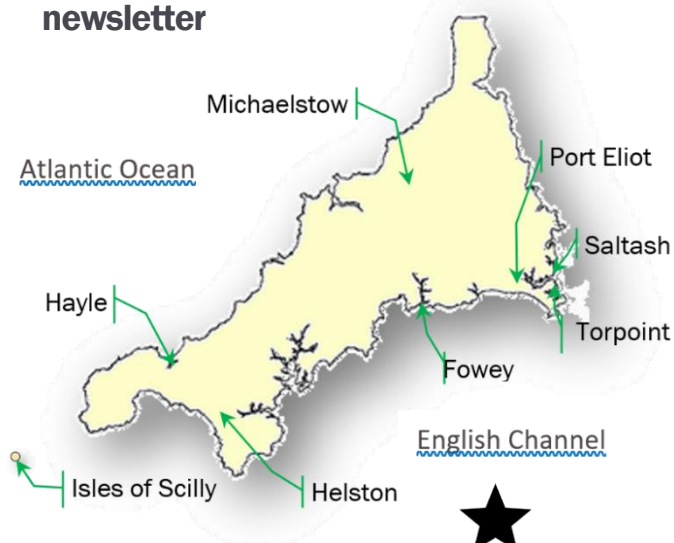 newsletter
Michaelstow
Port Eliot
Atlantic Ocean
Saltash
Hayle
Torpoint
Fowey
English Channel
Isles of Scilly
Helston